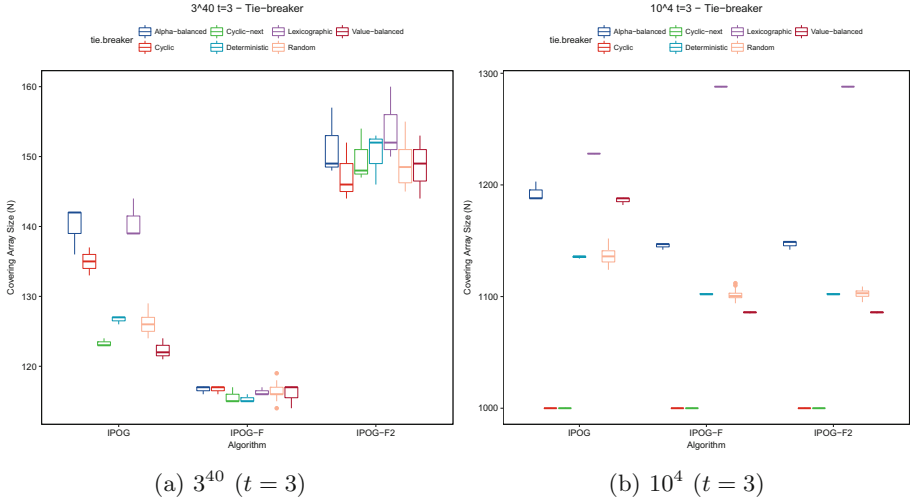 3^40 t=3 − Tie−breaker
tie.breaker
Alpha−balanced Cyclic−next Lexicographic Value−balanced
Cyclic Deterministic Random
160
150
140
130
120
Covering Array Size (N)
IPOG IPOG−F IPOG−F2
Algorithm
(a) 3^40 (t = 3)
10^4 t=3 − Tie−breaker
tie.breaker
Alpha−balanced Cyclic−next Lexicographic Value−balanced
Cyclic Deterministic Random
1300
1200
1100
1000
Covering Array Size (N)
IPOG IPOG−F IPOG−F2
Algorithm
(b) 10^4 (t = 3)